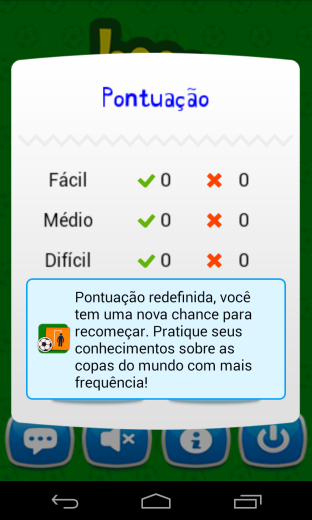 Pontuação
Fácil 0 0
Médio 0 0
Difícil 0 0
Pontuação redefinida, você
tem uma nova chance para
recomeçar. Pratique seus
conhecimentos sobre as
copas do mundo com mais
frequência!